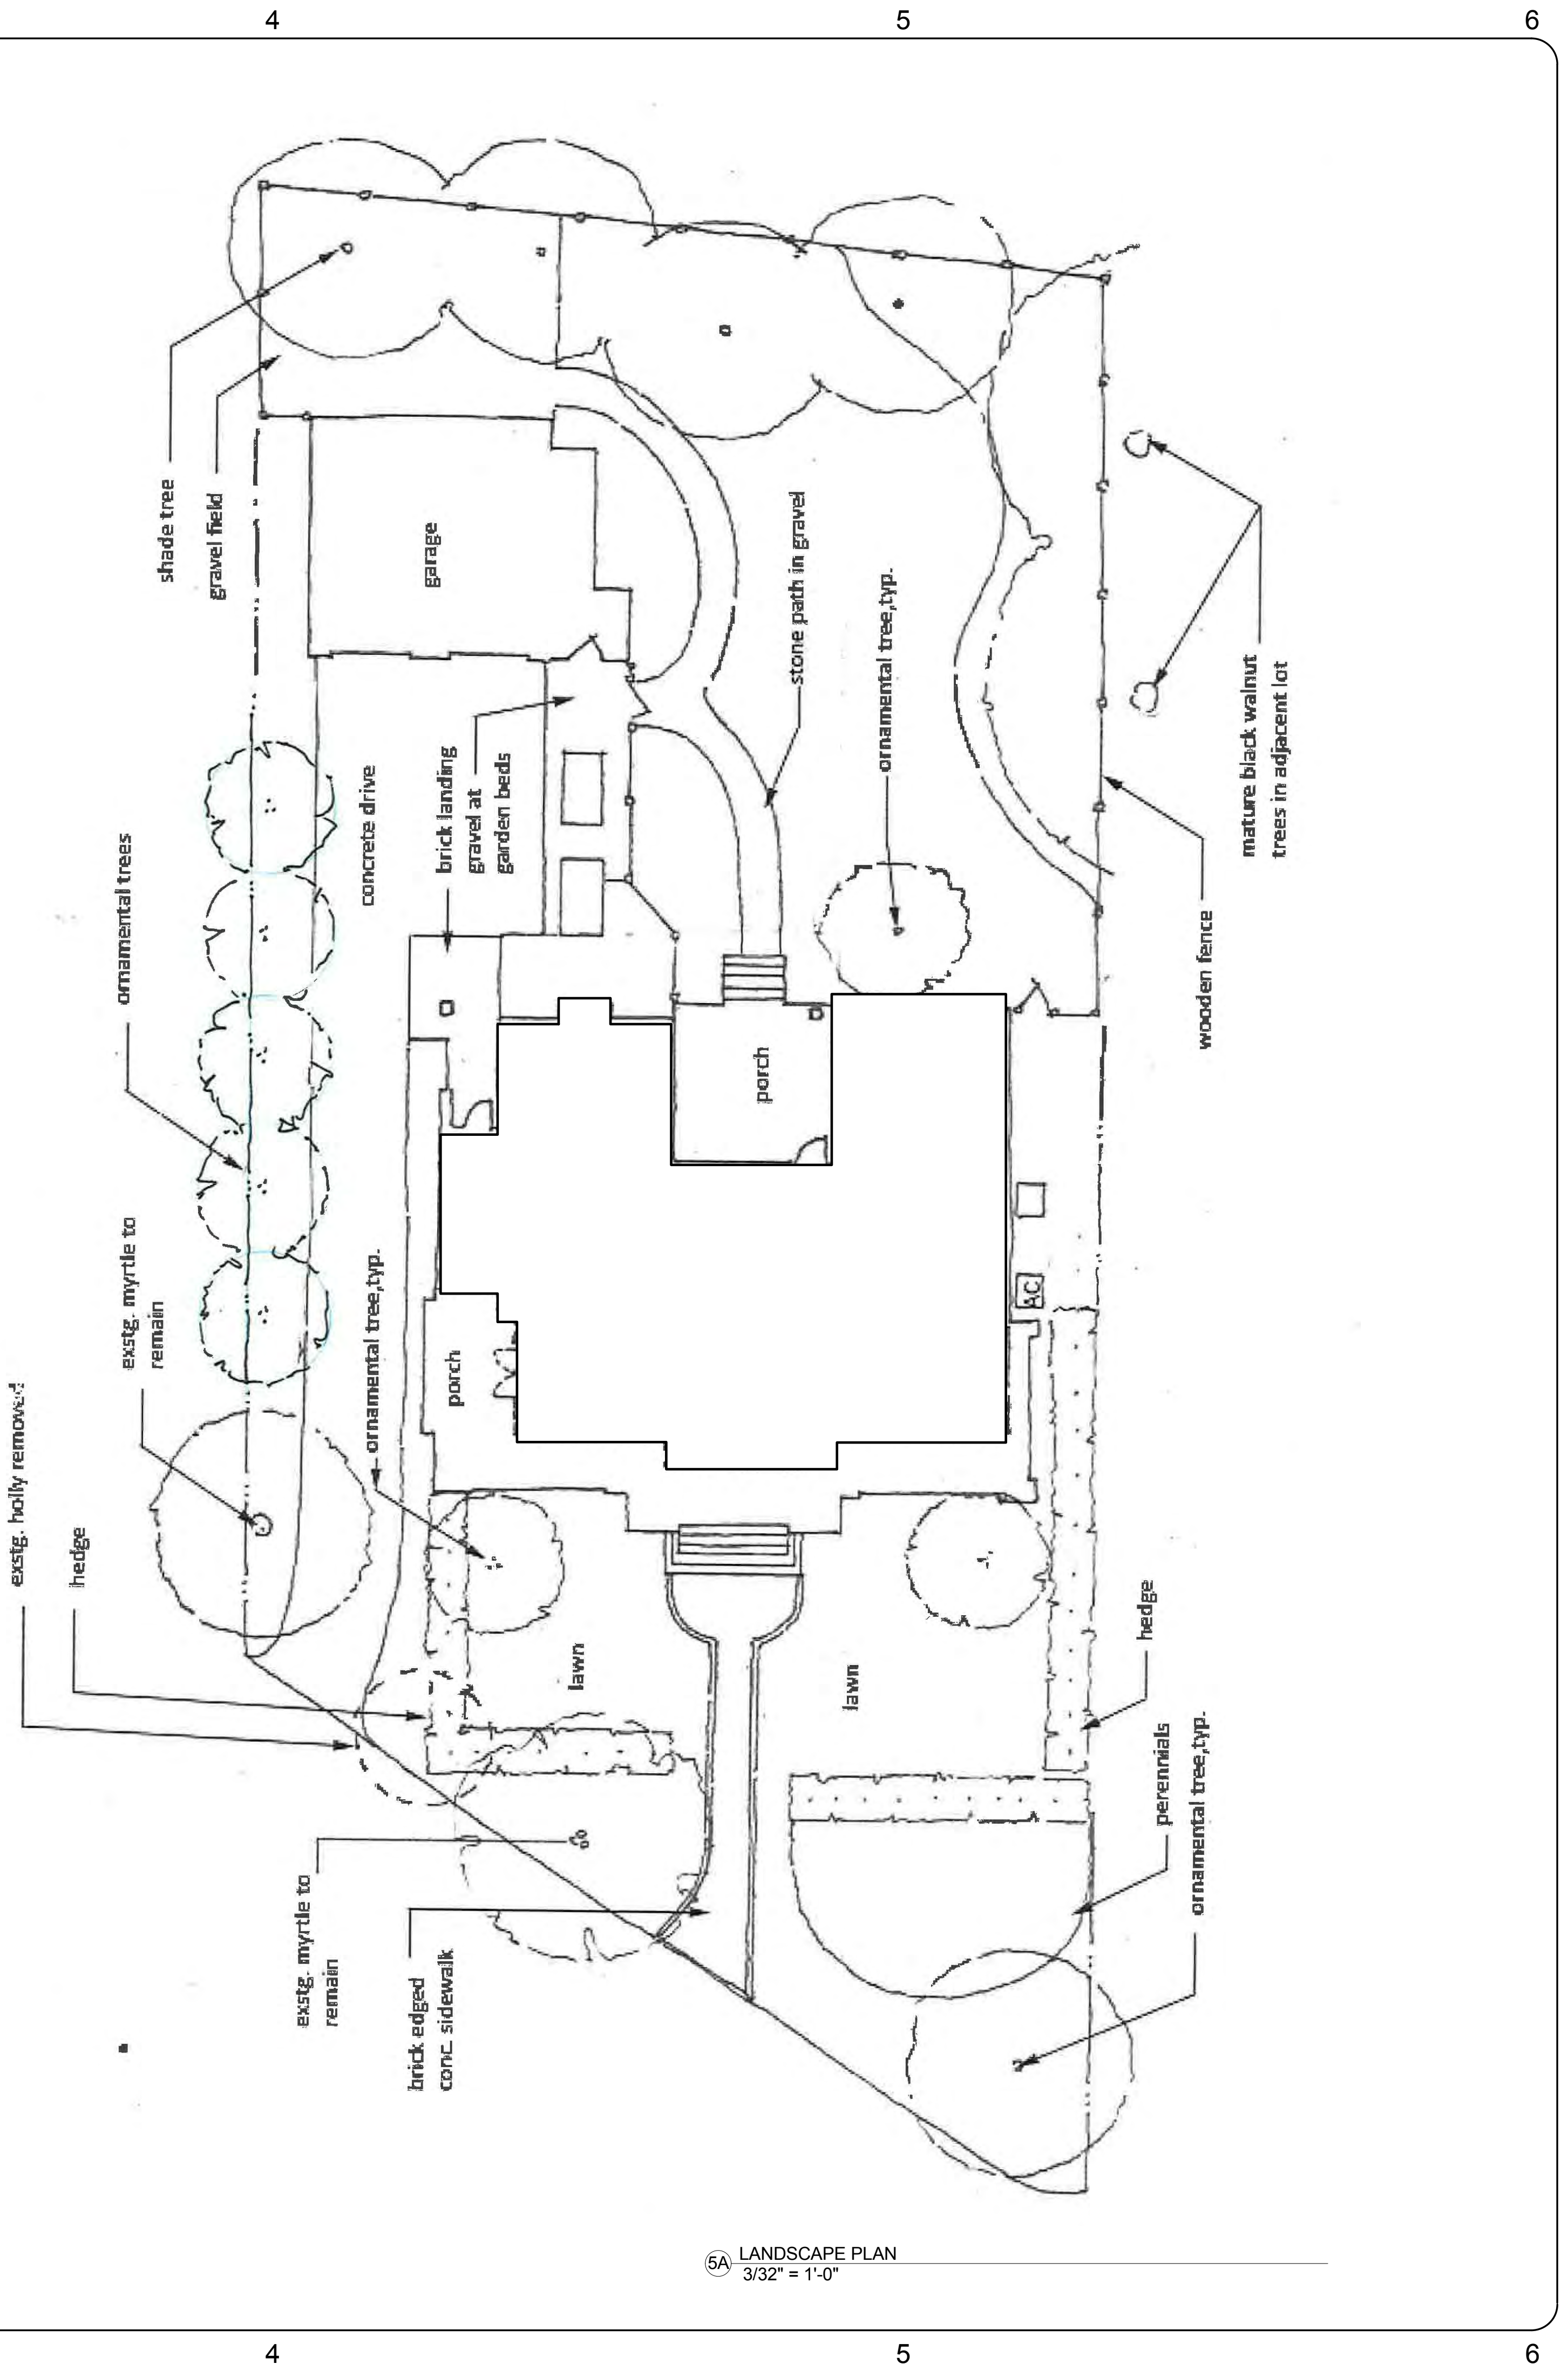 4
5
6
shade tree
gravel field
garage
stone path in gravel
ornamental tree,typ.
mature black walnut
trees in adjacent lot
ornamental trees
concrete drive
brick landing
gravel at
garden beds
wooden fence
porch
exstg. myrtle to
remain
ornamental tree,typ.
porch
AC
exstg. holly removed
hedge
lawn
lawn
hedge
perennials
ornamental tree,typ.
exstg. myrtle to
remain
brick edged
conc. sidewalk
5A
LANDSCAPE PLAN
3/32" = 1'-0"
4
5
6